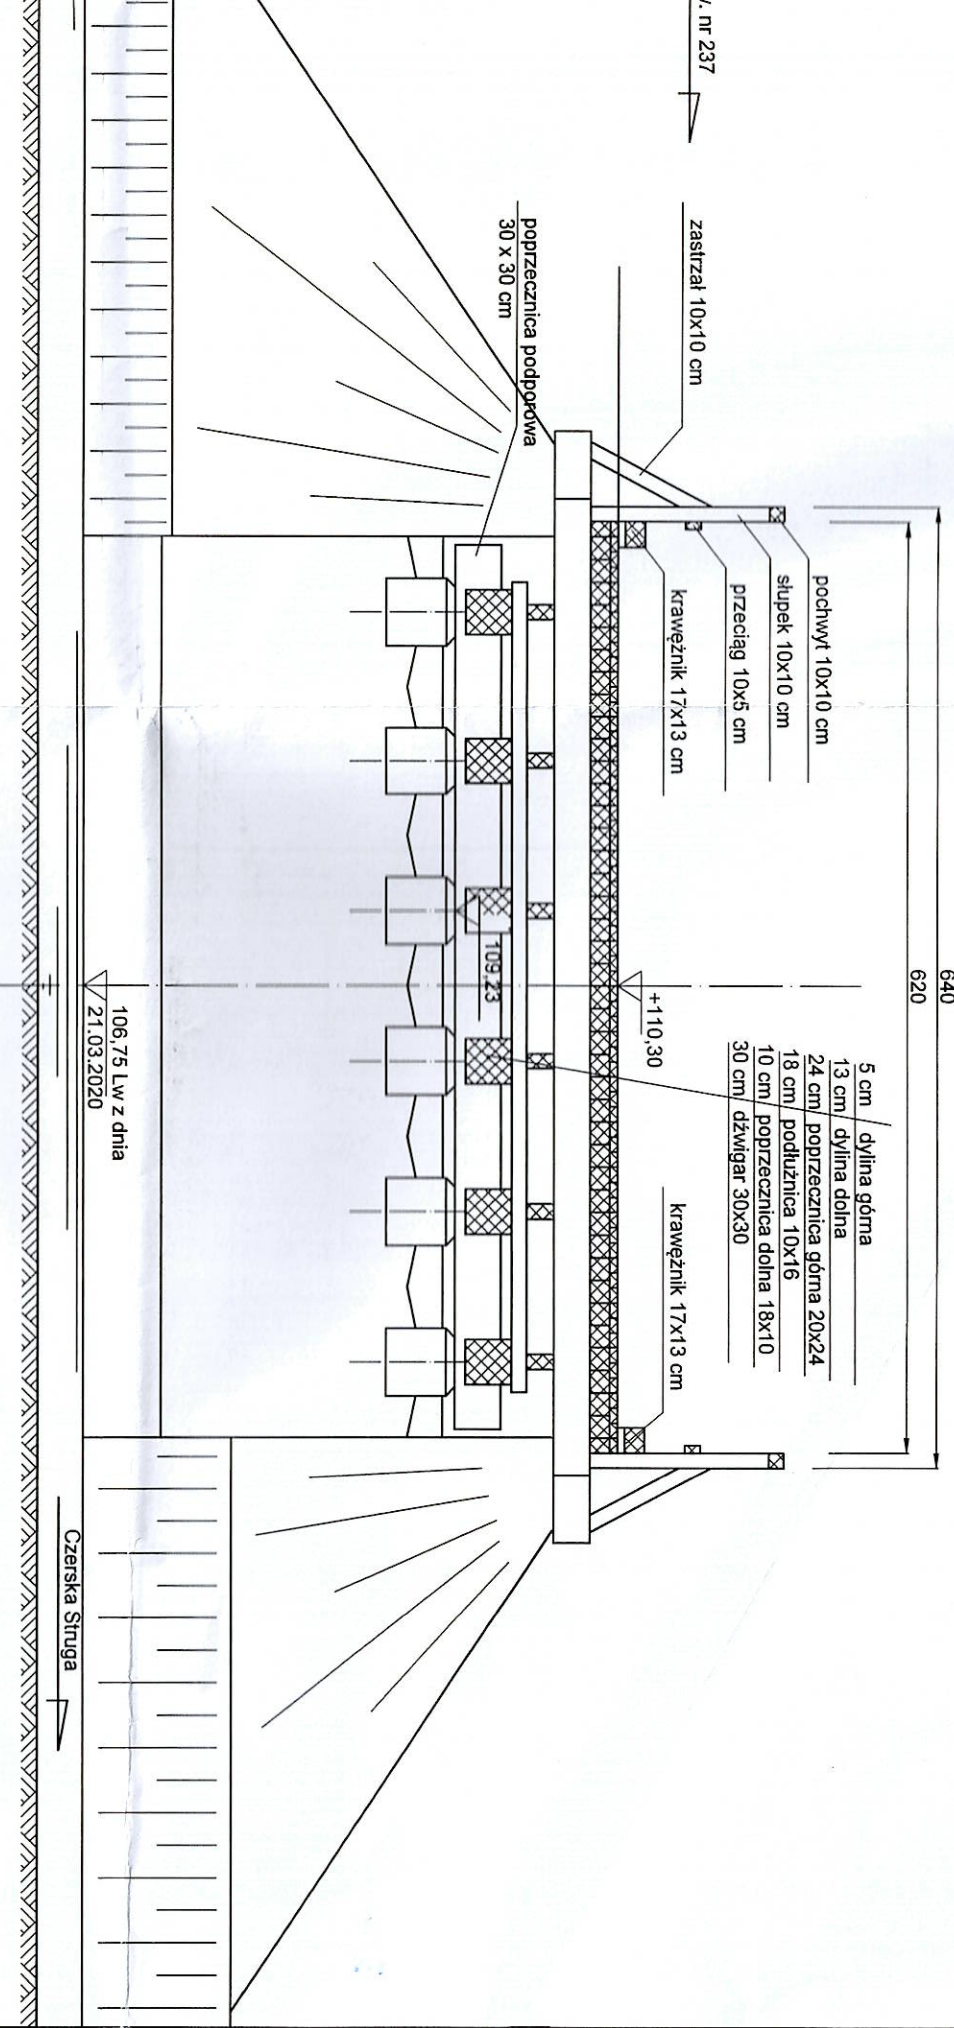 640
620
. nr 237
zastrzał 10x10 cm
pochwyt 10x10 cm
słupek 10x10 cm
przeciąg 10x5 cm
krawężnik 17x13 cm
5 cm dylina górna
13 cm dylina dolna
24 cm poprzecznica górna 20x24
18 cm podłużnica 10x16
10 cm poprzecznica dolna 18x10
30 cm dźwigar 30x30
krawężnik 17x13 cm
+110,30
poprzecznica podporowa
30 x 30 cm
109,23
106,75 Lw z dnia
21.03.2020
Czerska Struga